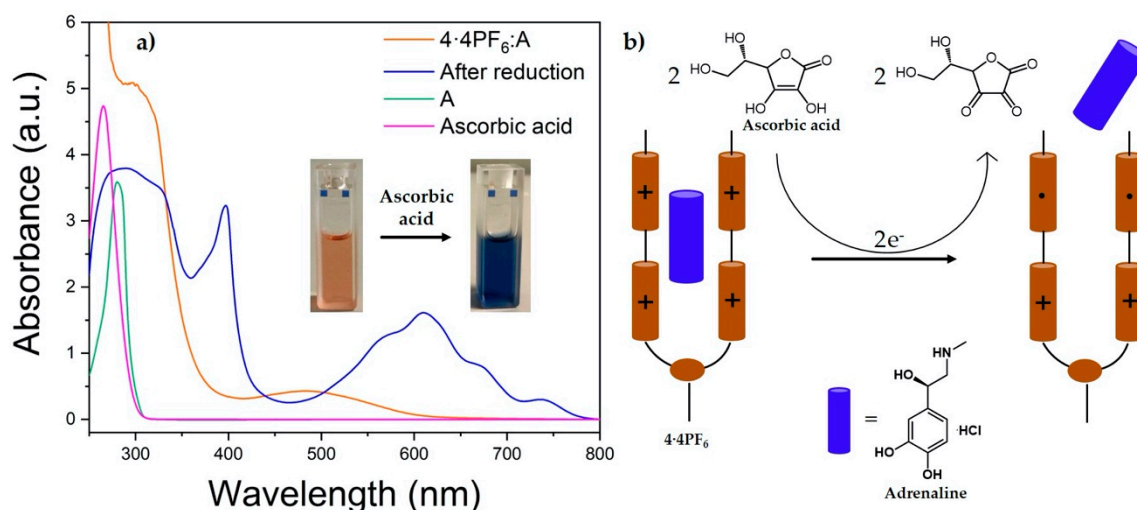 a)
4·4PF₆:A
After reduction
A
Ascorbic acid
Absorbance (a.u.)
6
5
4
3
2
1
0
300
400
500
600
700
800
Wavelength (nm)
Ascorbic
acid
b)
2
HO
HO
O
O
HO
OH
Ascorbic acid
2
HO
HO
O
O
O
O
+
+
+
+
2e⁻
4·4PF₆
•
•
+
+
=
HN
HO
HO
OH
·HCl
Adrenaline